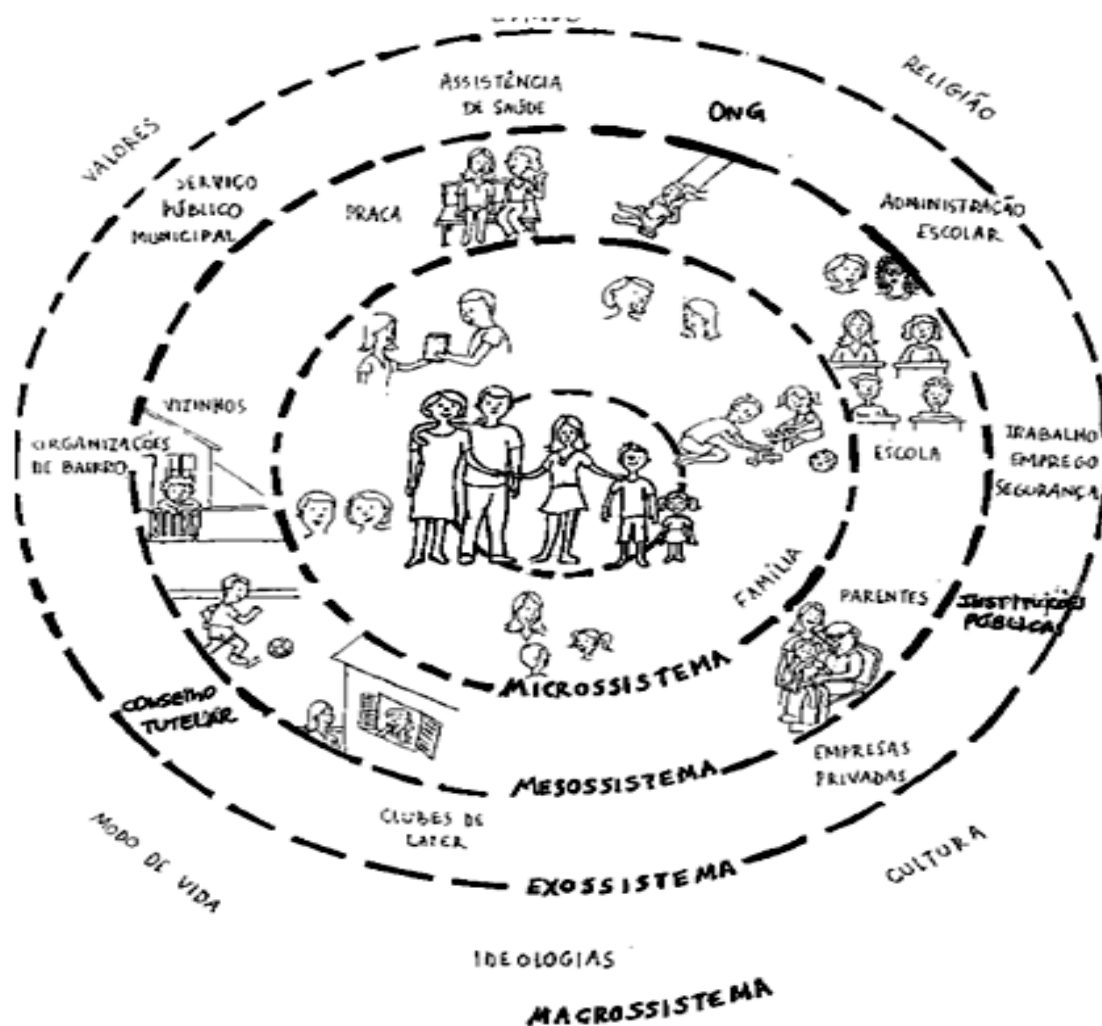 RELIGIÃO
ASSISTÊNCIA
DE SAÚDE
ONG
VALORES
SERVIÇO
PÚBLICO
MUNICIPAL
PRACA
ADMINISTRAÇÃO
ESCOLAR
VIZINHOS
ORGANIZAÇÕES
DE BAIRRO
ESCOLA
TRABALHO
EMPREGO
SEGURANÇA
FAMÍLIA
PARENTES
INSTITUIÇÕES
PÚBLICAS
MICROSSISTEMA
CONSELHO
TUTELAR
EMPRESAS
PRIVADAS
MESOSSISTEMA
CLUBES DE
MODO DE VIDA
CULTURA
EXOSSISTEMA
IDEOLOGIAS
MACROSSISTEMA